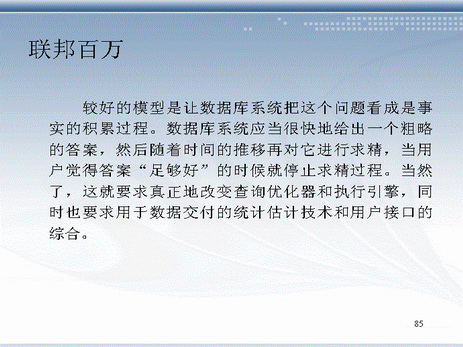 联邦百万
较好的模型是让数据库系统把这个问题看成是事
实的积累过程。数据库系统应当很快地给出一个粗略
的答案，然后随着时间的推移再对它进行求精，当用
户觉得答案“足够好”的时候就停止求精过程。当然
了，这就要求真正地改变查询优化器和执行引擎，同
时也要求用于数据交付的统计估计技术和用户接口的
综合。
85